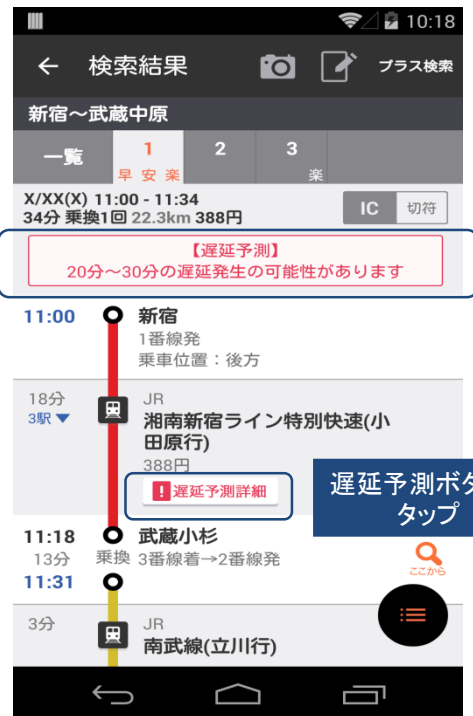 10:18
検索結果
プラス検索
新宿～武蔵中原
一覧 1 2 3
早 安 楽 楽
X/XX(X) 11:00 - 11:34
34分 乗換1回 22.3km 388円
IC 切符
【遅延予測】
20分～30分の遅延発生の可能性があります
11:00 新宿
1番線発
乗車位置：後方
18分 JR
3駅▼ 湘南新宿ライン特別快速(小
田原行)
388円
遅延予測詳細
遅延予測ボタ
タップ
11:18 武蔵小杉
13分 乗換 3番線着→2番線発
ここから
11:31
3分 JR
南武線(立川行)